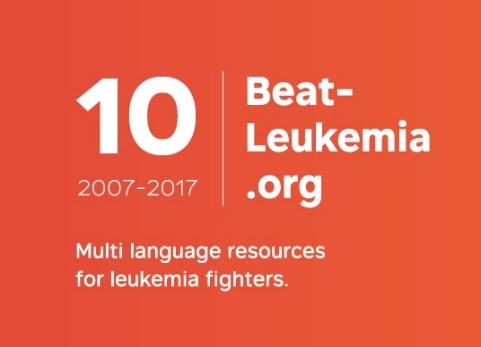 10
2007-2017
Beat-
Leukemia
.org
Multi language resources
for leukemia fighters.